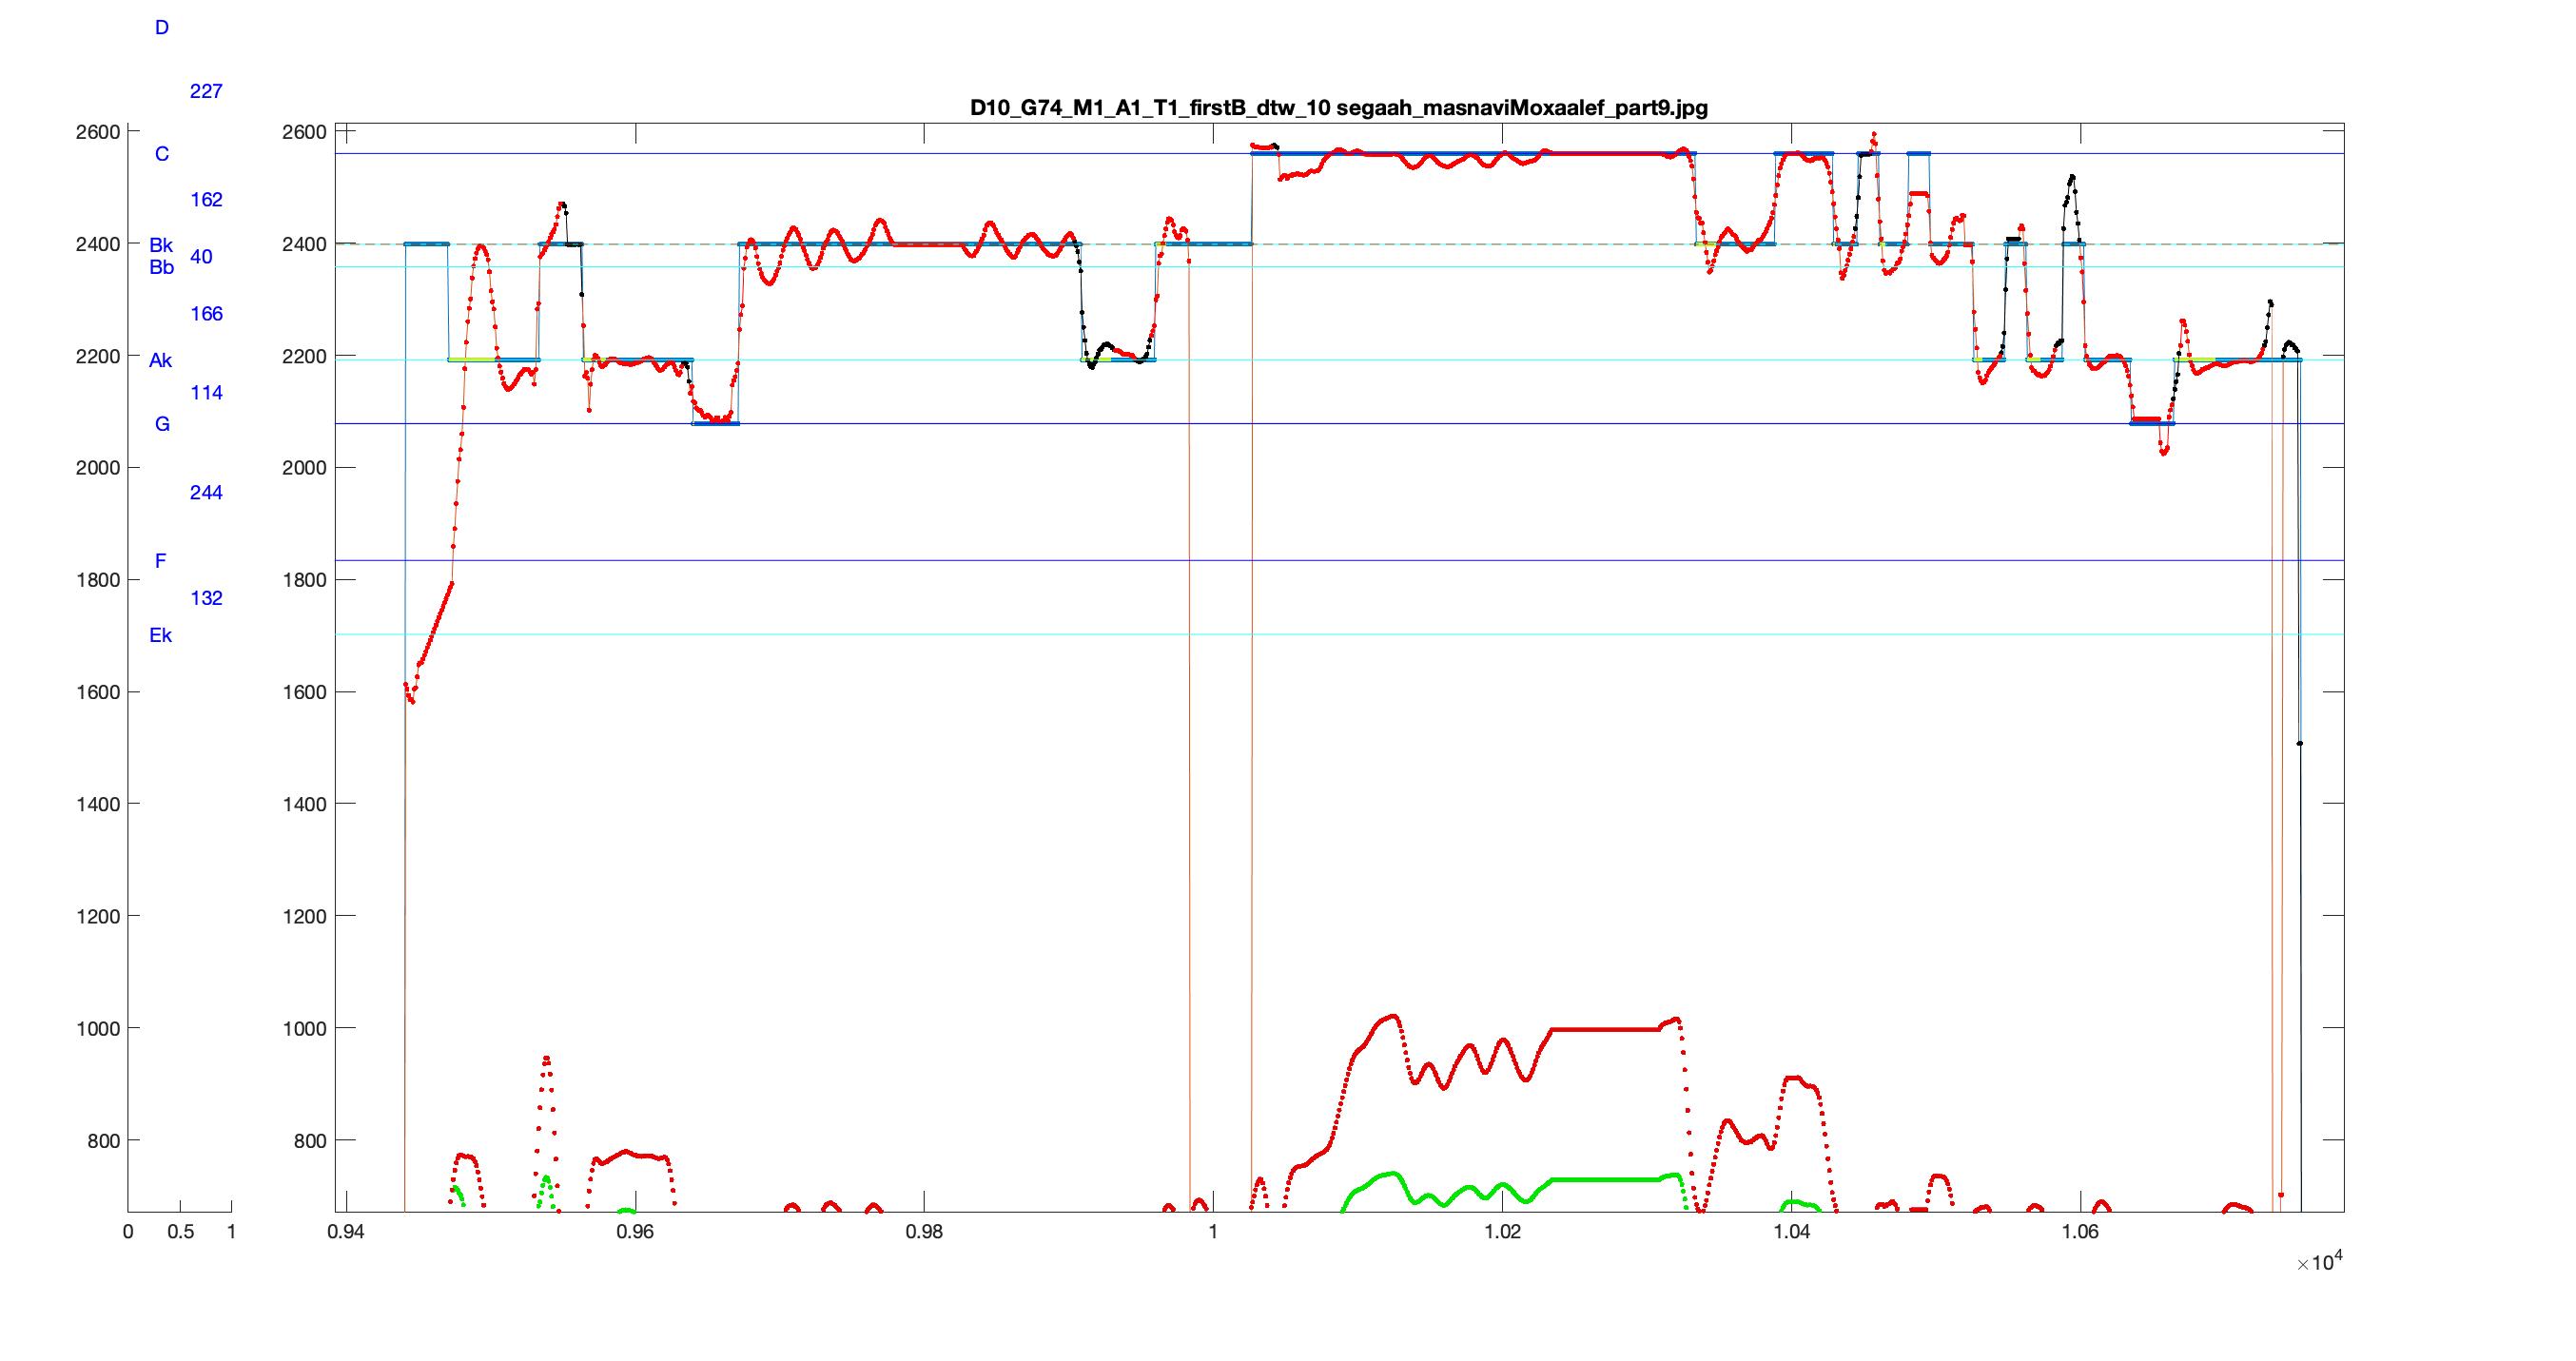 D
227
D10_G74_M1_A1_T1_firstB_dtw_10 segaah_masnaviMoxaalef_part9.jpg
2600 2600
C
162
2400 Bk 2400
40
Bb
166
2200 Ak 2200
114
G
2000 2000
244
F
1800 1800
132
Ek
1600 1600
1400 1400
1200 1200
1000 1000
800 800
0 0.5 1 0.94 0.96 0.98 1 1.02 1.04 1.06
×10^4